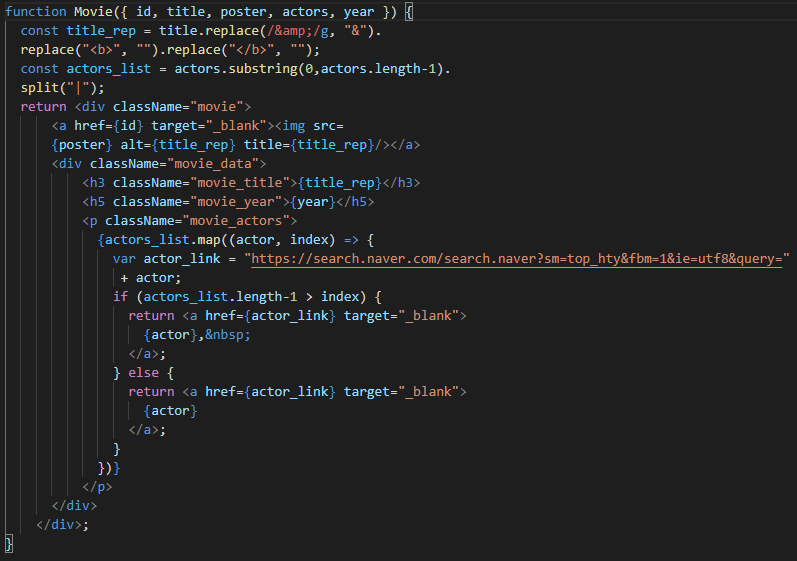 function Movie({ id, title, poster, actors, year }) {
  const title_rep = title.replace(/&amp;/g, "&").
  replace("<b>", "").replace("</b>", "");
  const actors_list = actors.substring(0,actors.length-1).
  split("|");
  return <div className="movie">
      <a href={id} target="_blank"><img src=
      {poster} alt={title_rep} title={title_rep}/></a>
      <div className="movie_data">
          <h3 className="movie_title">{title_rep}</h3>
          <h5 className="movie_year">{year}</h5>
          <p className="movie_actors">
            {actors_list.map((actor, index) => {
              var actor_link = "https://search.naver.com/search.naver?sm=top_hty&fbm=1&ie=utf8&query="
               + actor;
              if (actors_list.length-1 > index) {
                return <a href={actor_link} target="_blank">
                  {actor},&nbsp;
                </a>;
              } else {
                return <a href={actor_link} target="_blank">
                  {actor}
                </a>;
              }
            })}
          </p>
      </div>
    </div>;
}